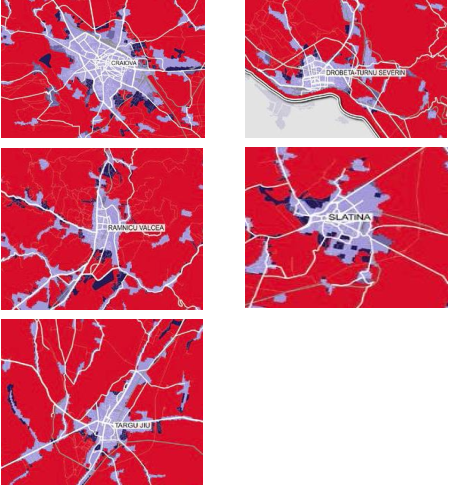 CRAIOVA
DROBETA-TURNU SEVERIN
RAMNICU VALCEA
SLATINA
TARGU JIU